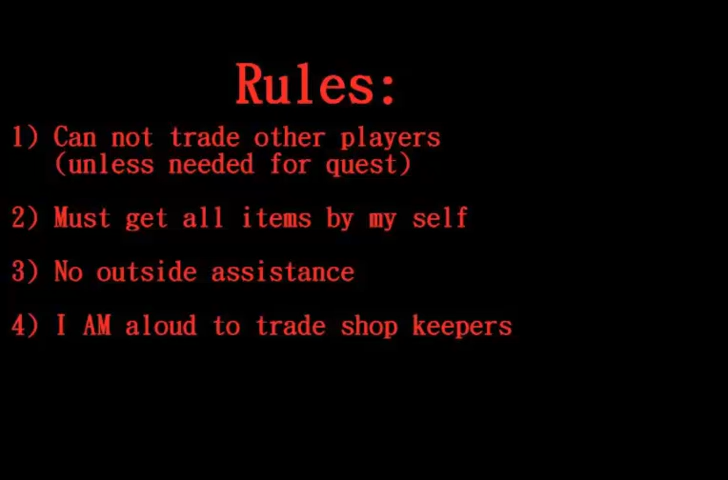 Rules:
1) Can not trade other players
(unless needed for quest)
2) Must get all items by my self
3) No outside assistance
4) I AM aloud to trade shop keepers